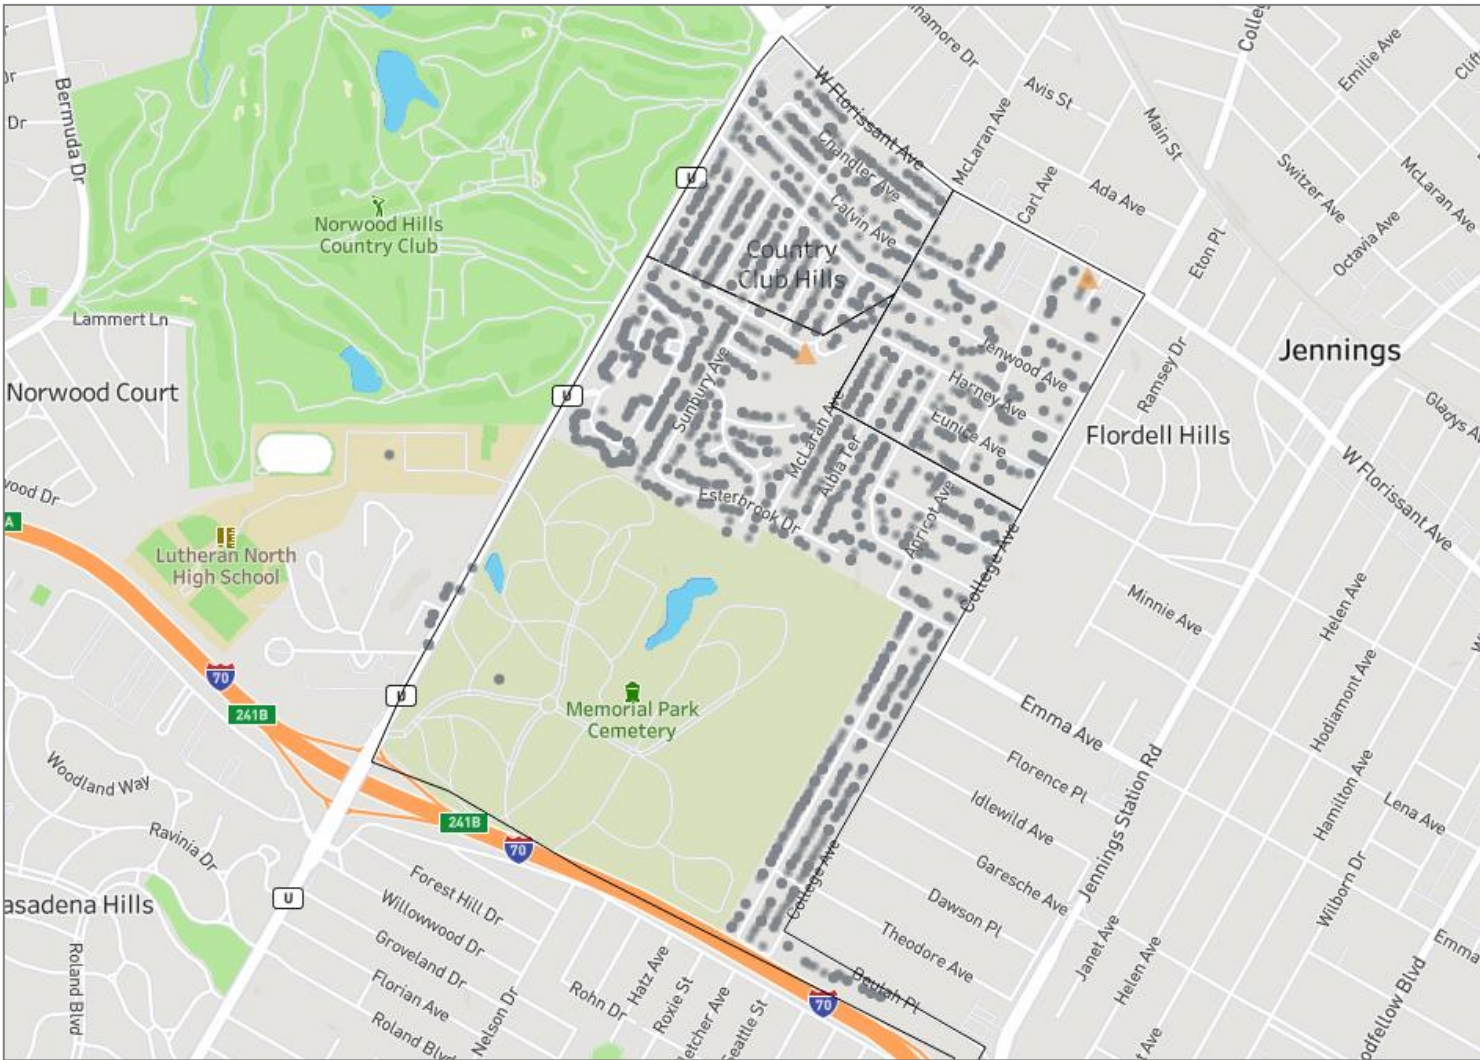 Emilie Ave
Avis St
Bermuda Dr
W Florissant Ave
McLaran Ave
Main St
Dr
Chandler Ave
Switzer Ave
McLaran Ave
U
Carl Ave
Ada Ave
Calvin Ave
Norwood Hills
Country Club
Octavia Ave
Eton Pl
Country
Club Hills
Lammert Ln
Jennings
Jenwood Ave
Ramsey Dr
Norwood Court
U
Sunbury Ave
Harney Ave
McLaran Ave
Eunice Ave
Flordell Hills
Albia Ter
W Florissant Ave
Esterbrook Dr
Apricot Ave
A
Lutheran North
High School
College Ave
Minnie Ave
Helen Ave
70
U
241B
Memorial Park
Cemetery
Emma Ave
Hodiamont Ave
Woodland Way
Florence Pl
Jennings Station Rd
Idlewild Ave
Hamilton Ave
Lena Ave
241B
70
Ravinia Dr
College Ave
Garesche Ave
Forest Hill Dr
U
asadena Hills
Willowwood Dr
Dawson Pl
Wilborn Dr
Groveland Dr
Theodore Ave
Janet Ave
Helen Ave
Emma
Roland Blvd
Florian Ave
Hatz Ave
Beulah Pl
Rohn Dr
Roxie St
70
Nelson Dr
etcher Ave
Seattle St
odfellow Blvd